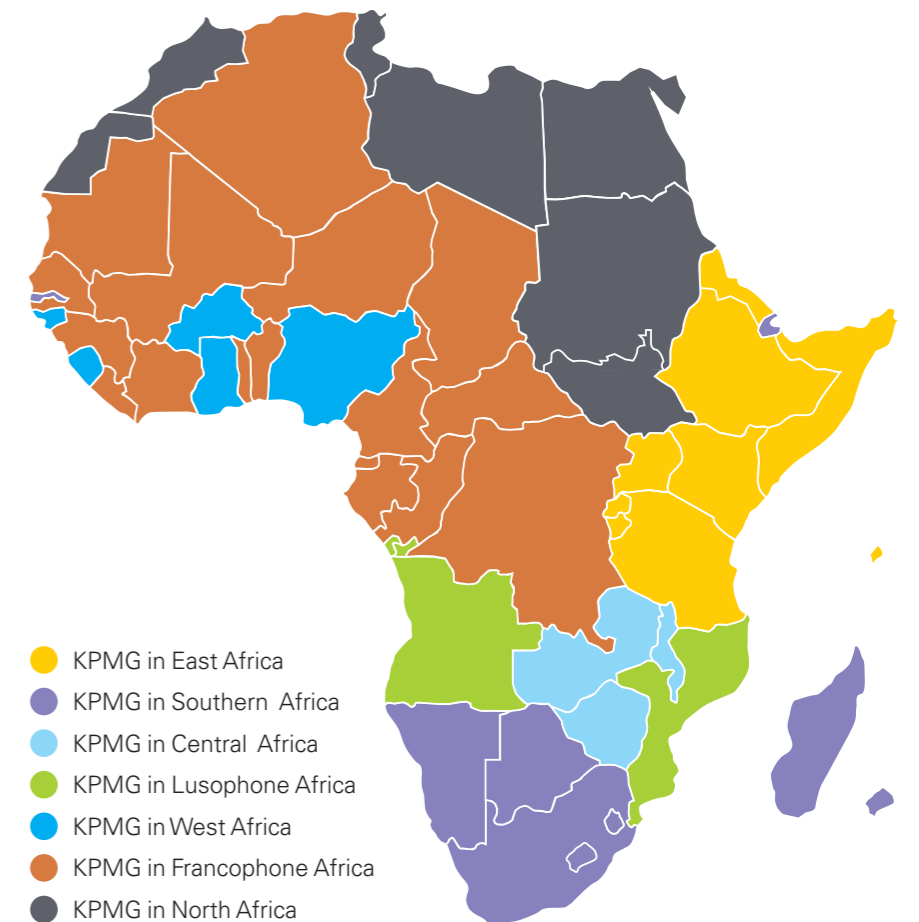 KPMG in East Africa
KPMG in Southern Africa
KPMG in Central Africa
KPMG in Lusophone Africa
KPMG in West Africa
KPMG in Francophone Africa
KPMG in North Africa